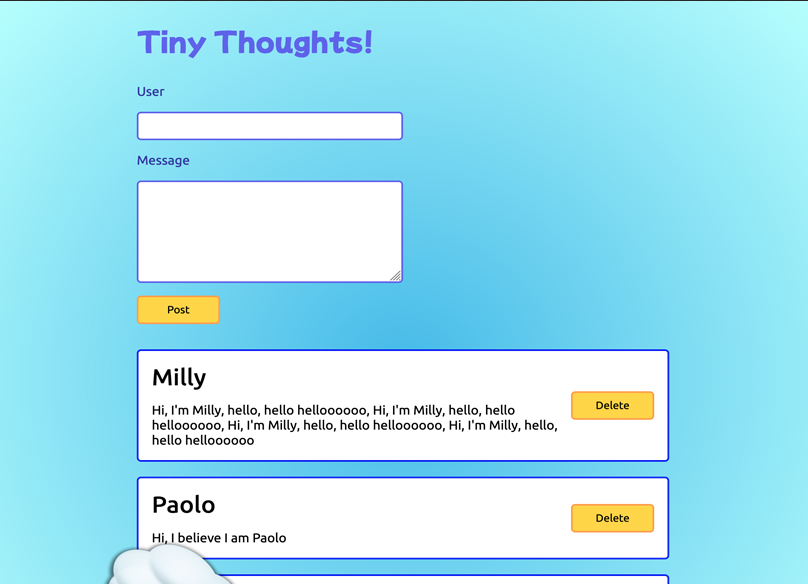 Tiny Thoughts!
User
Message
Post
Milly
Hi, I'm Milly, hello, hello helloooooo, Hi, I'm Milly, hello, hello
helloooooo, Hi, I'm Milly, hello, hello helloooooo, Hi, I'm Milly, hello,
hello helloooooo
Delete
Paolo
Hi, I believe I am Paolo
Delete